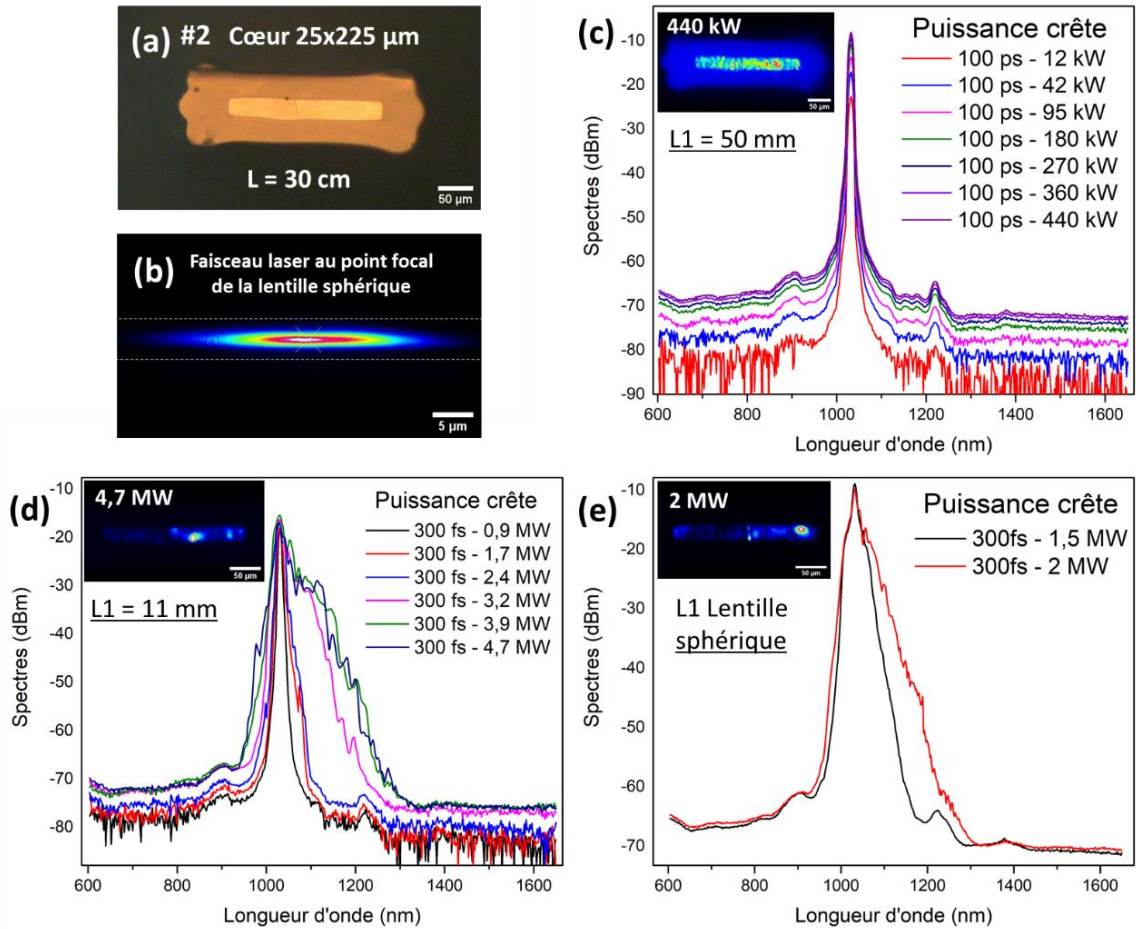 (a) #2 Cœur 25x225 µm
L = 30 cm
50 µm
(b) Faisceau laser au point focal
de la lentille sphérique
5 µm
(c)
440 kW
50 µm
L1 = 50 mm
Puissance crête
100 ps - 12 kW
100 ps - 42 kW
100 ps - 95 kW
100 ps - 180 kW
100 ps - 270 kW
100 ps - 360 kW
100 ps - 440 kW
Spectres (dBm)
-10
-20
-30
-40
-50
-60
-70
-80
-90
600 800 1000 1200 1400 1600
Longueur d'onde (nm)
(d)
4,7 MW
50 µm
L1 = 11 mm
Puissance crête
300 fs - 0,9 MW
300 fs - 1,7 MW
300 fs - 2,4 MW
300 fs - 3,2 MW
300 fs - 3,9 MW
300 fs - 4,7 MW
Spectres (dBm)
-10
-20
-30
-40
-50
-60
-70
-80
600 800 1000 1200 1400 1600
Longueur d'onde (nm)
(e)
2 MW
50 µm
L1 Lentille
sphérique
Puissance crête
300fs - 1,5 MW
300fs - 2 MW
Spectres (dBm)
-10
-20
-30
-40
-50
-60
-70
600 800 1000 1200 1400 1600
Longueur d'onde (nm)